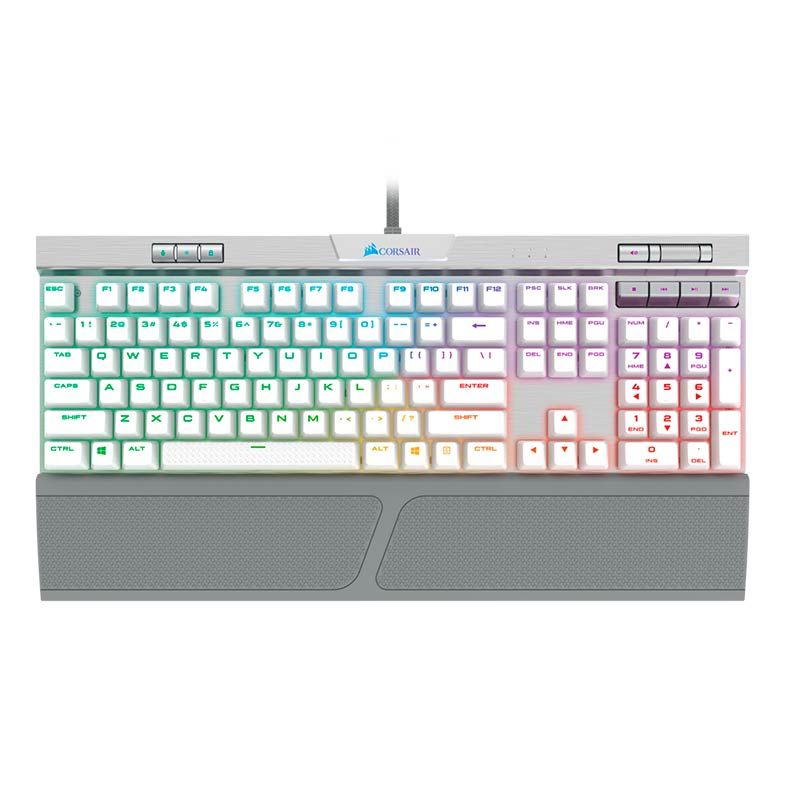 CORSAIR
ESC F1 F2 F3 F4 F5 F6 F7 F8 F9 F10 F11 F12 PSC SLK BRK
` ~ 1 ! 2 @ 3 # 4 $ 5 % 6 ^ 7 & 8 * 9 ( 0 ) - _ = + INS HME PGU NUM / * -
TAB Q W E R T Y U I O P [ { ] } \ | DEL END PGD 7 HME 8 9 PGU +
CAPS A S D F G H J K L ; : ' " ENTER 4 5 6
SHIFT Z X C V B N M , < . > / ? SHIFT 1 END 2 3 PGD ENT
CTRL ALT ALT CTRL 0 INS . DEL